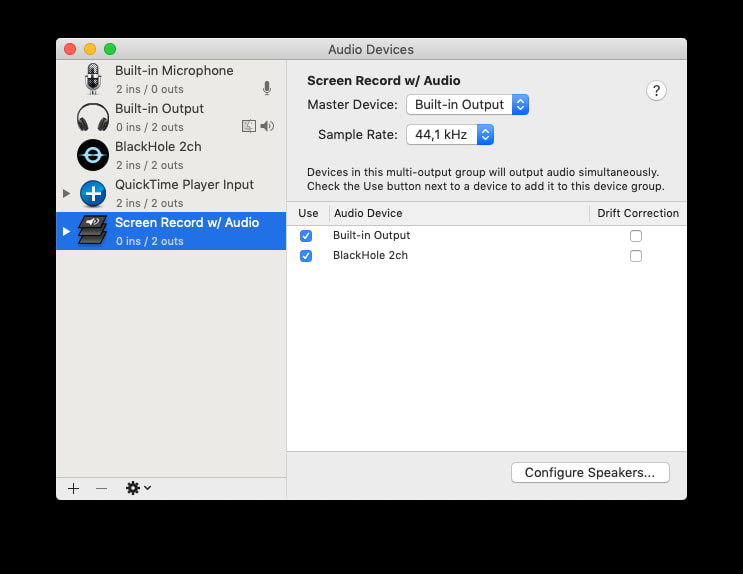 Audio Devices
Built-in Microphone
2 ins / 0 outs
Built-in Output
0 ins / 2 outs
BlackHole 2ch
2 ins / 2 outs
QuickTime Player Input
2 ins / 2 outs
Screen Record w/ Audio
0 ins / 2 outs
Screen Record w/ Audio
?
Master Device: Built-in Output
Sample Rate: 44,1 kHz
Devices in this multi-output group will output audio simultaneously.
Check the Use button next to a device to add it to this device group.
Use Audio Device Drift Correction
Built-in Output
BlackHole 2ch
Configure Speakers...